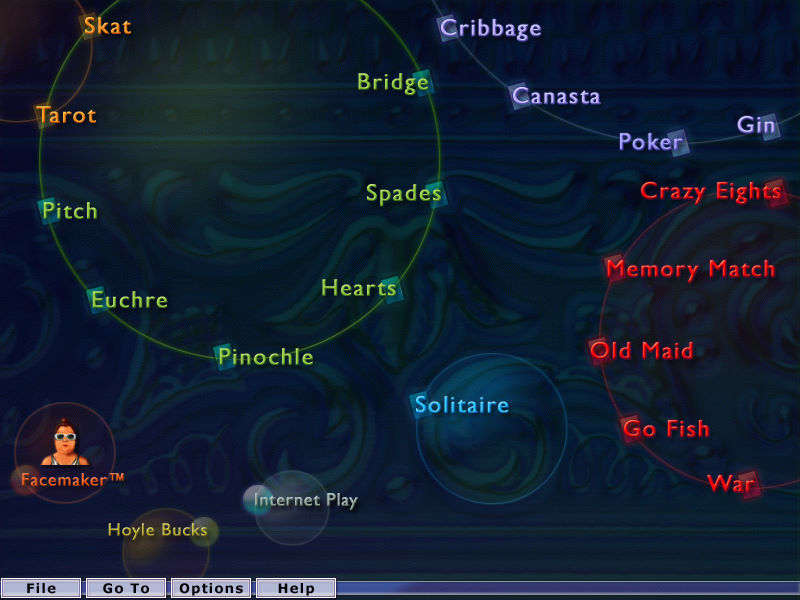 Skat
Cribbage
Bridge
Canasta
Tarot
Gin
Poker
Crazy Eights
Spades
Pitch
Memory Match
Hearts
Euchre
Old Maid
Pinochle
Solitaire
Go Fish
Facemaker™
War
Internet Play
Hoyle Bucks
File
Go To
Options
Help